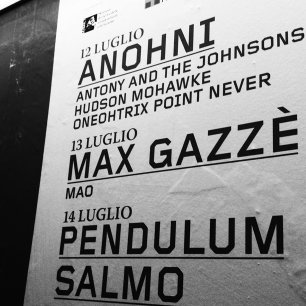 12 LUGLIO
ANOHNI
ANTONY AND THE JOHNSONS
HUDSON MOHAWKE
ONEOHTRIX POINT NEVER
13 LUGLIO
MAX GAZZÈ
MAO
14 LUGLIO
PENDULUM
SALMO